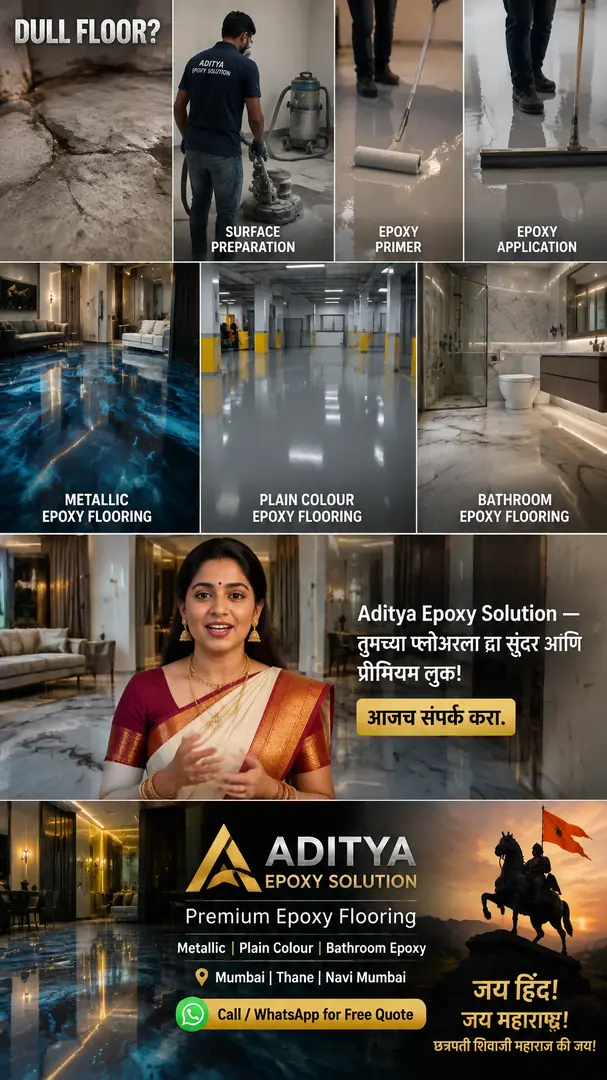 DULL FLOOR?
ADITYA
EPOXY SOLUTION
SURFACE
PREPARATION
EPOXY
PRIMER
EPOXY
APPLICATION
METALLIC
EPOXY FLOORING
PLAIN COLOUR
EPOXY FLOORING
BATHROOM
EPOXY FLOORING
Aditya Epoxy Solution —
तुमच्या फ्लोअरला द्या सुंदर आणि
प्रीमियम लुक!
आजच संपर्क करा.
ADITYA
EPOXY SOLUTION
Premium Epoxy Flooring
Metallic | Plain Colour | Bathroom Epoxy
Mumbai | Thane | Navi Mumbai
Call / WhatsApp for Free Quote
जय हिंद!
जय महाराष्ट्र!
छत्रपती शिवाजी महाराज की जय!